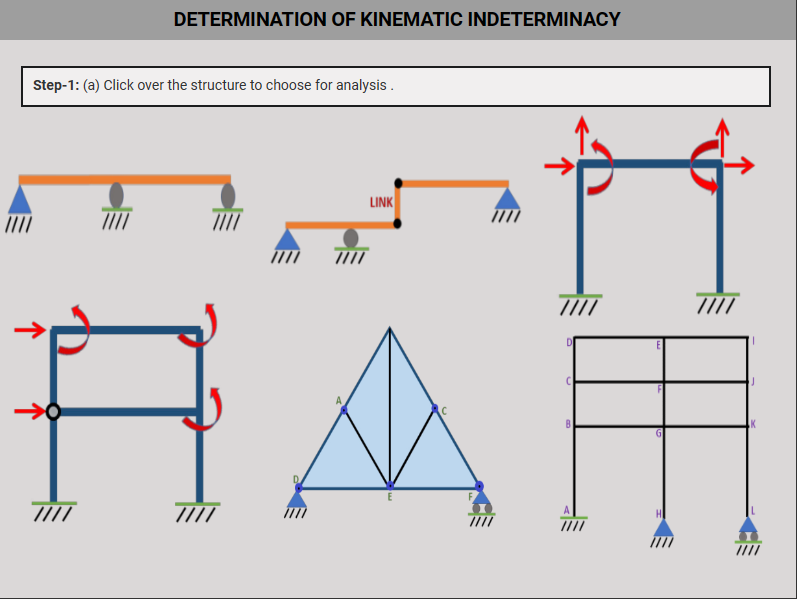 DETERMINATION OF KINEMATIC INDETERMINACY
Step-1: (a) Click over the structure to choose for analysis .
LINK
A
C
D
E
F
D
E
I
C
F
J
B
G
K
A
H
L